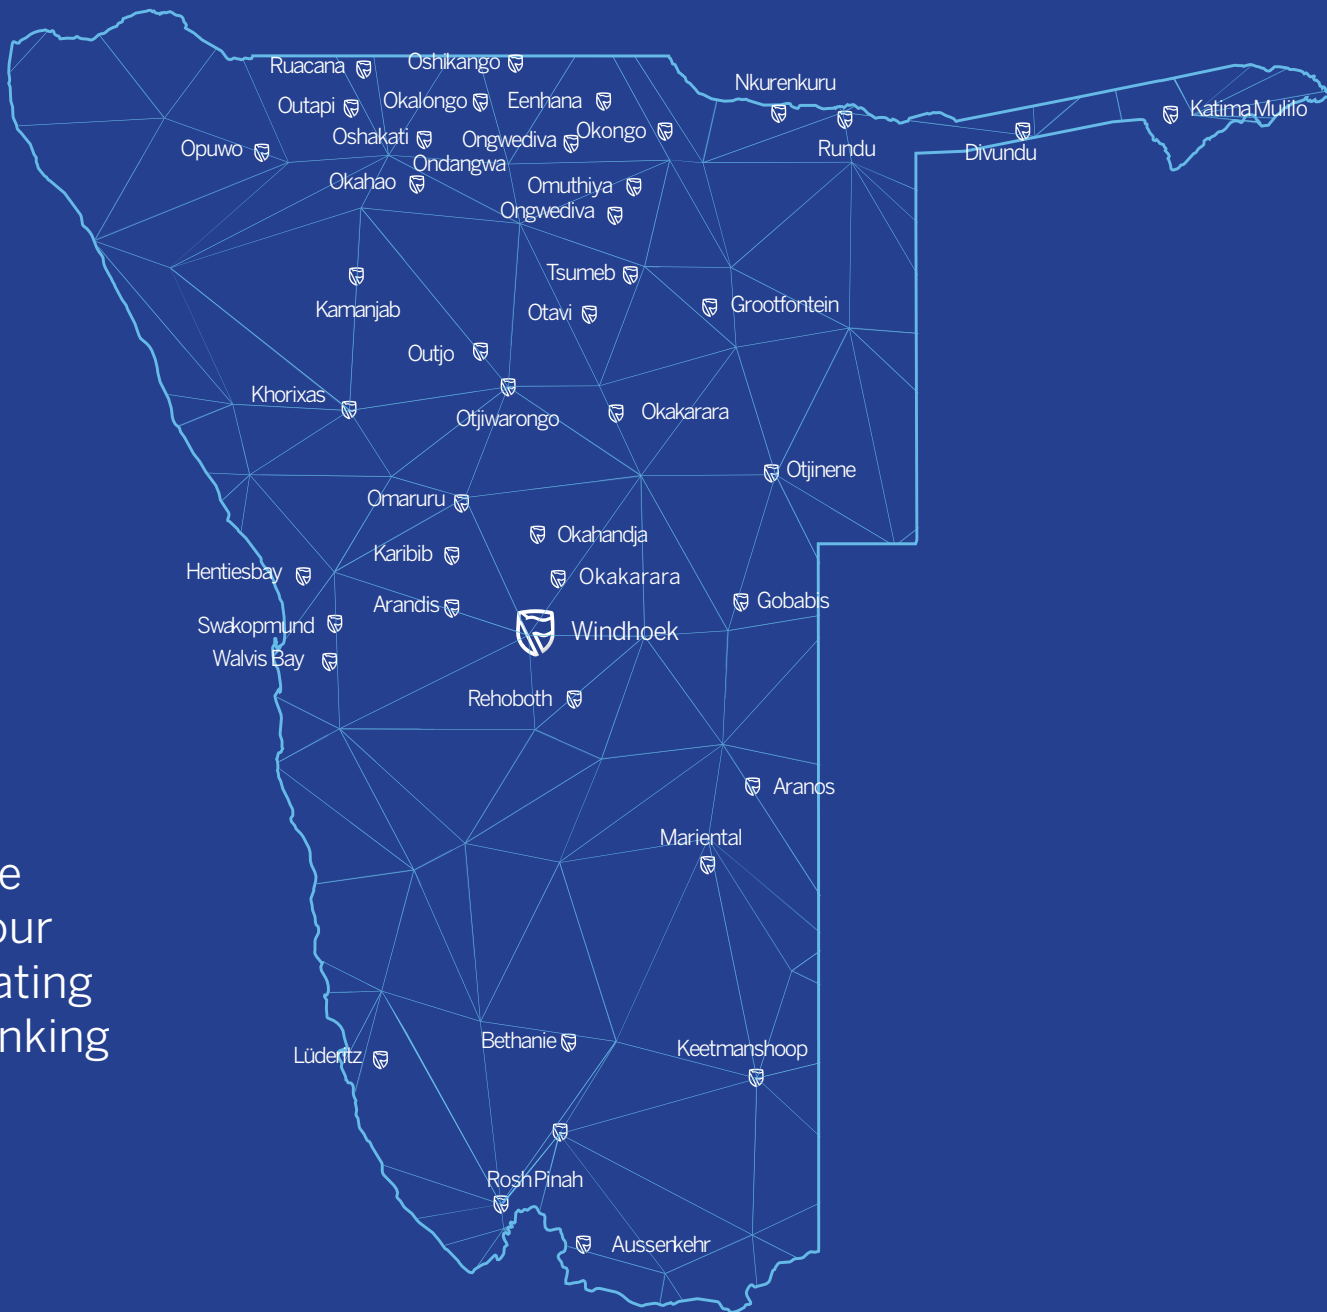 Ruacana
Oshikango
Nkurenkuru
Outapi
Okalongo
Eenhana
Katima Mulilo
Oshakati
Ongwediva
Okongo
Opuwo
Rundu
Divundu
Ondangwa
Okahao
Omuthiya
Ongwediva
Tsumeb
Kamanjab
Otavi
Grootfontein
Outjo
Khorixas
Otjiwarongo
Okakarara
Otjinene
Omaruru
Okahandja
Karibib
Hentiesbay
Okakarara
Arandis
Gobabis
Swakopmund
Windhoek
Walvis Bay
Rehoboth
Aranos
Mariental
e
our
ating
nking
Bethanie
Keetmanshoop
Lüderitz
Rosh Pinah
Aussenkehr